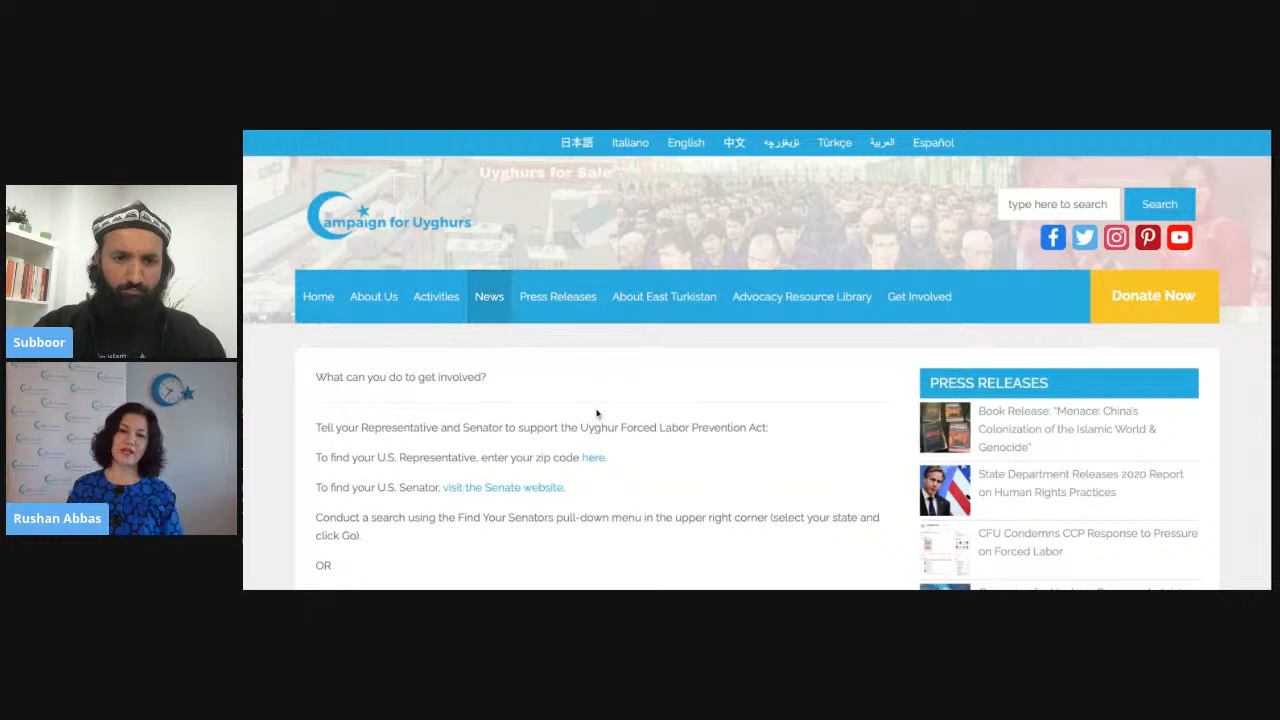 日本語 Italiano English 中文 ئۇيغۇرچە Türkçe العربية Español
Uyghurs for Sale
Campaign for Uyghurs
type here to search Search
Home About Us Activities News Press Releases About East Turkistan Advocacy Resource Library Get Involved Donate Now
What can you do to get involved?
Tell your Representative and Senator to support the Uyghur Forced Labor Prevention Act:
To find your U.S. Representative, enter your zip code here.
To find your U.S. Senator, visit the Senate website.
Conduct a search using the Find Your Senators pull-down menu in the upper right corner (select your state and
click Go).
OR
PRESS RELEASES
Book Release: "Menace: China's
Colonization of the Islamic World &
Genocide"
State Department Releases 2020 Report
on Human Rights Practices
CFU Condemns CCP Response to Pressure
on Forced Labor
Subboor
Rushan Abbas